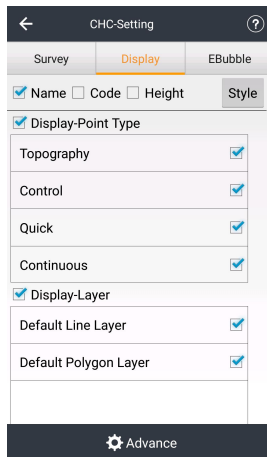 CHC-Setting ?
Survey Display EBubble
Name Code Height Style
Display-Point Type
Topography
Control
Quick
Continuous
Display-Layer
Default Line Layer
Default Polygon Layer
Advance